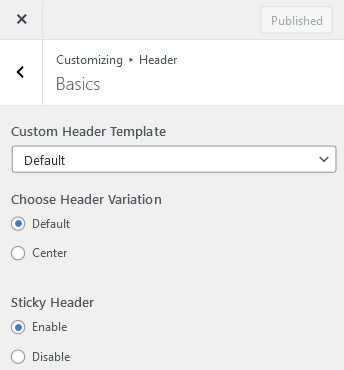 Published
Customizing ▸ Header
Basics
Custom Header Template
Default
Choose Header Variation
Default
Center
Sticky Header
Enable
Disable